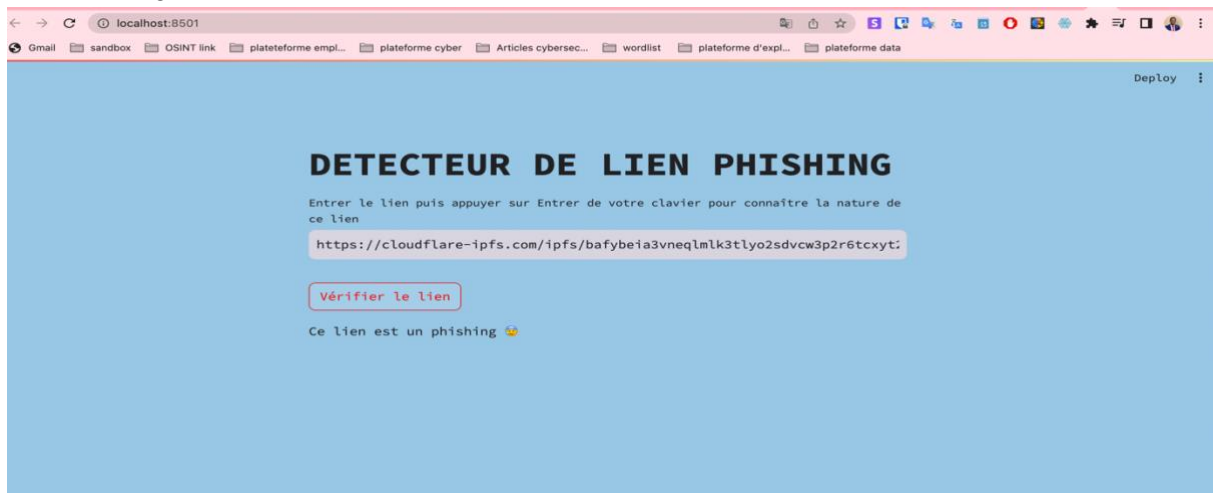 localhost:8501
Gmail sandbox OSINT link plateteforme empl... plateforme cyber Articles cybersec... wordlist plateforme d'expl... plateforme data
Deploy
DETECTEUR DE LIEN PHISHING
Entrer le lien puis appuyer sur Entrer de votre clavier pour connaître la nature de
ce lien
https://cloudflare-ipfs.com/ipfs/bafybeia3vneqlmlk3tlyo2sdvcw3p2r6tcxyt2
Vérifier le lien
Ce lien est un phishing 😨